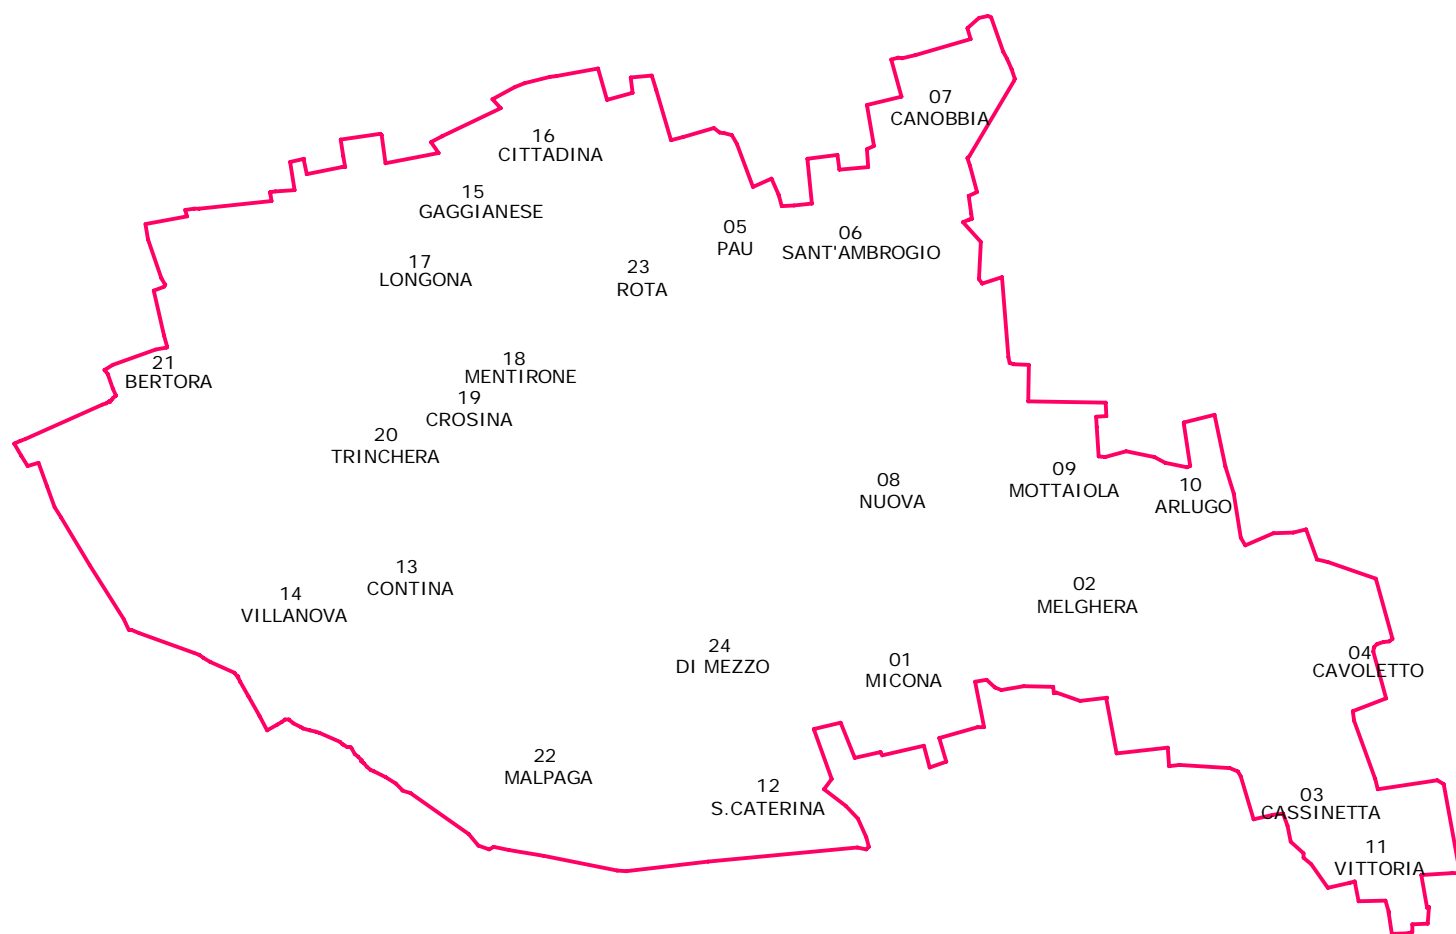 07
CANOBBIA
16
CITTADINA
15
GAGGIANESE
05
PAU
06
SANT'AMBROGIO
17
LONGONA
23
ROTA
21
BERTORA
18
MENTIRONE
19
CROSINA
20
TRINCHERA
08
NUOVA
09
MOTTAIOLA
10
ARLUGO
13
CONTINA
14
VILLANOVA
02
MELGHERA
24
DI MEZZO
01
MICONA
04
CAVOLETTO
22
MALPAGA
12
S.CATERINA
03
CASSINETTA
11
VITTORIA